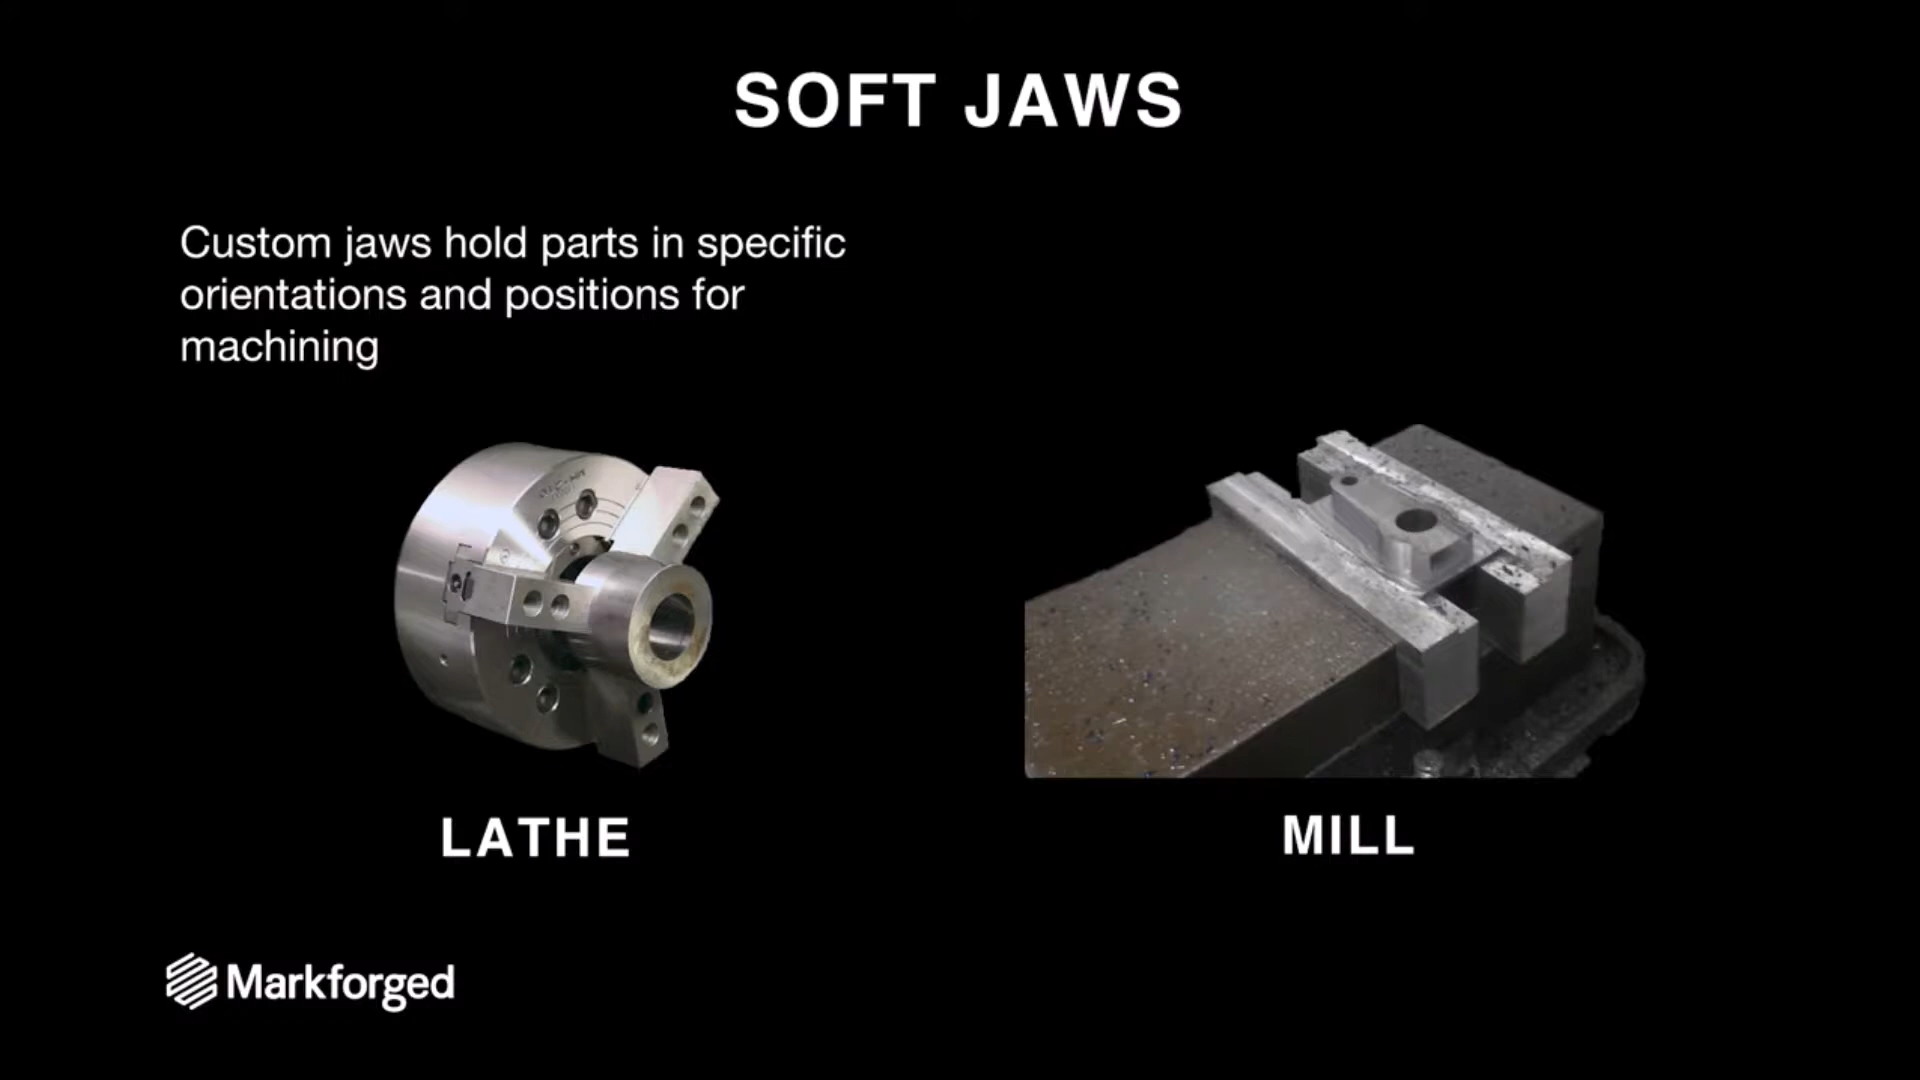 SOFT JAWS
Custom jaws hold parts in specific
orientations and positions for
machining
LATHE
MILL
Markforged